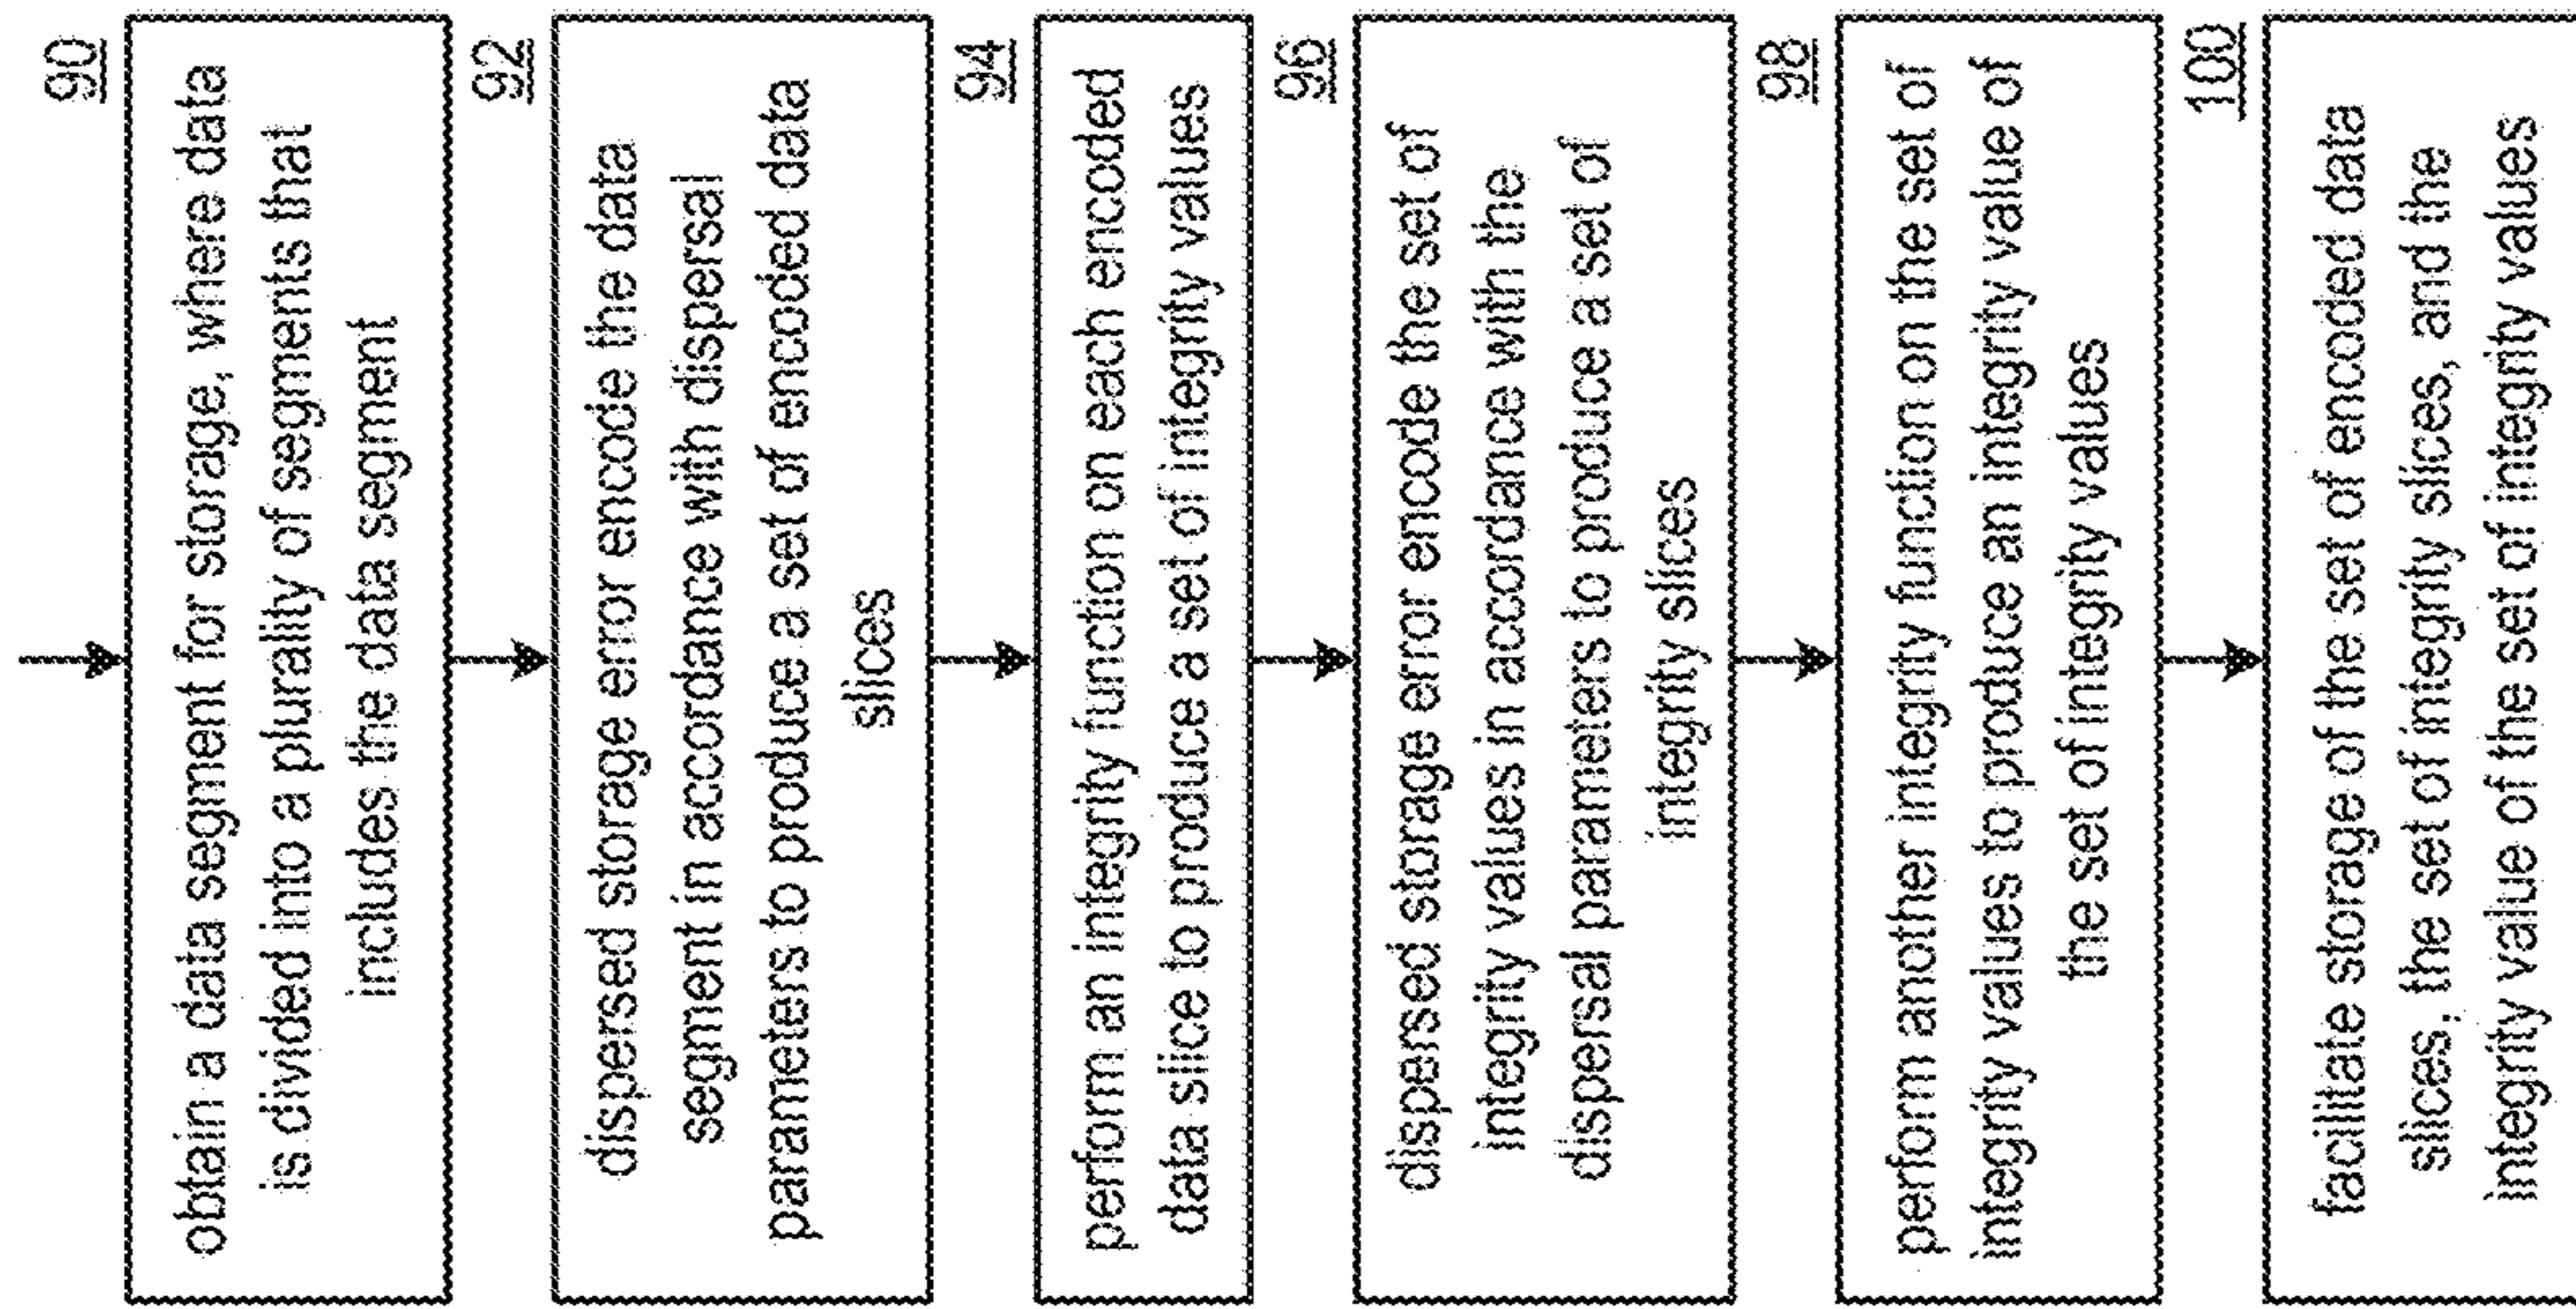 90
obtain a data segment for storage, where data
is divided into a plurality of segments that
includes the data segment
92
dispersed storage error encode the data
segment in accordance with dispersal
parameters to produce a set of encoded data
slices
94
perform an integrity function on each encoded
data slice to produce a set of integrity values
96
dispersed storage error encode the set of
integrity values in accordance with the
dispersal parameters to produce a set of
integrity slices
98
perform another integrity function on the set of
integrity values to produce an integrity value of
the set of integrity values
100
facilitate storage of the set of encoded data
slices, the set of integrity slices, and the
integrity value of the set of integrity values